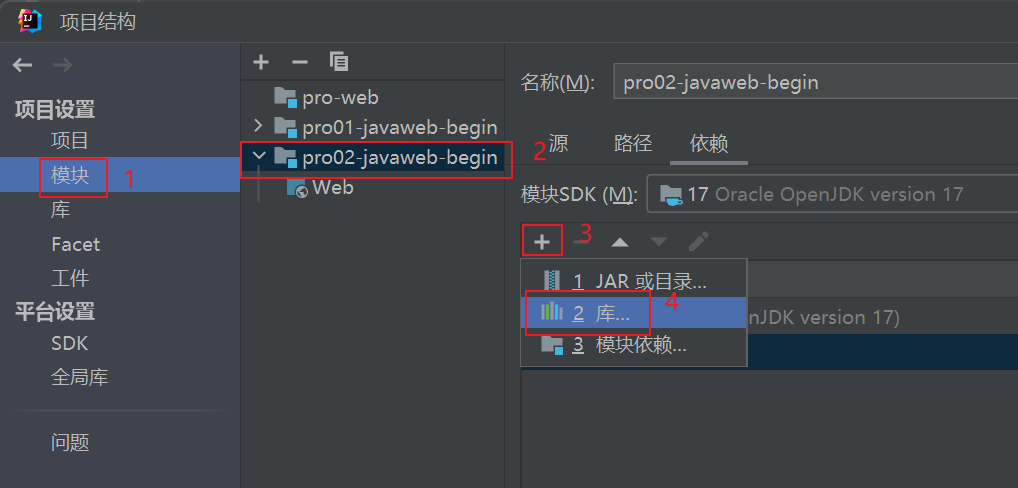 项目结构
项目设置
项目
模块
1
库
Facet
工件
平台设置
SDK
全局库
问题
pro-web
pro01-javaweb-begin
pro02-javaweb-begin
2
Web
名称(M):
pro02-javaweb-begin
源
路径
依赖
模块SDK (M):
17 Oracle OpenJDK version 17
3
1 JAR 或目录...
2 库...
4
3 模块依赖...
nJDK version 17)